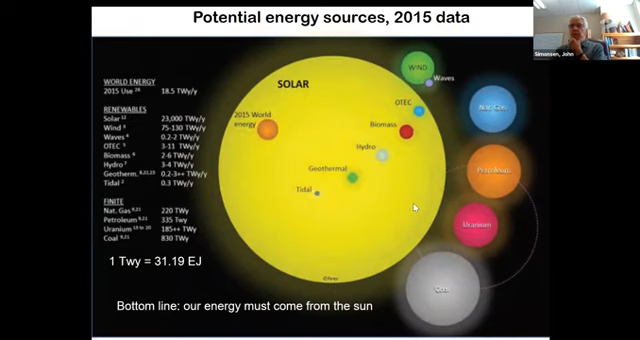 Potential energy sources, 2015 data
Simonsen, John
WORLD ENERGY
2015 Use 18.5 TWy/y
RENEWABLES
Solar 23,000 TWy/y
Wind 75-130 TWy/y
Waves 0.2-2 TWy/y
OTEC 3-11 TWy/y
Biomass 2-6 TWy/y
Hydro 3-4 TWy/y
Geotherm. 0.2-3++ TWy/y
Tidal 0.3 TWy/y
FINITE
Nat. Gas 220 TWy
Petroleum 335 Twy
Uranium 185++ TWy
Coal 830 TWy
1 Twy = 31.19 EJ
SOLAR
2015 World
energy
WIND
Waves
OTEC
Biomass
Hydro
Geothermal
Tidal
Nat. Gas
Petroleum
Uranium
Coal
Bottom line: our energy must come from the sun